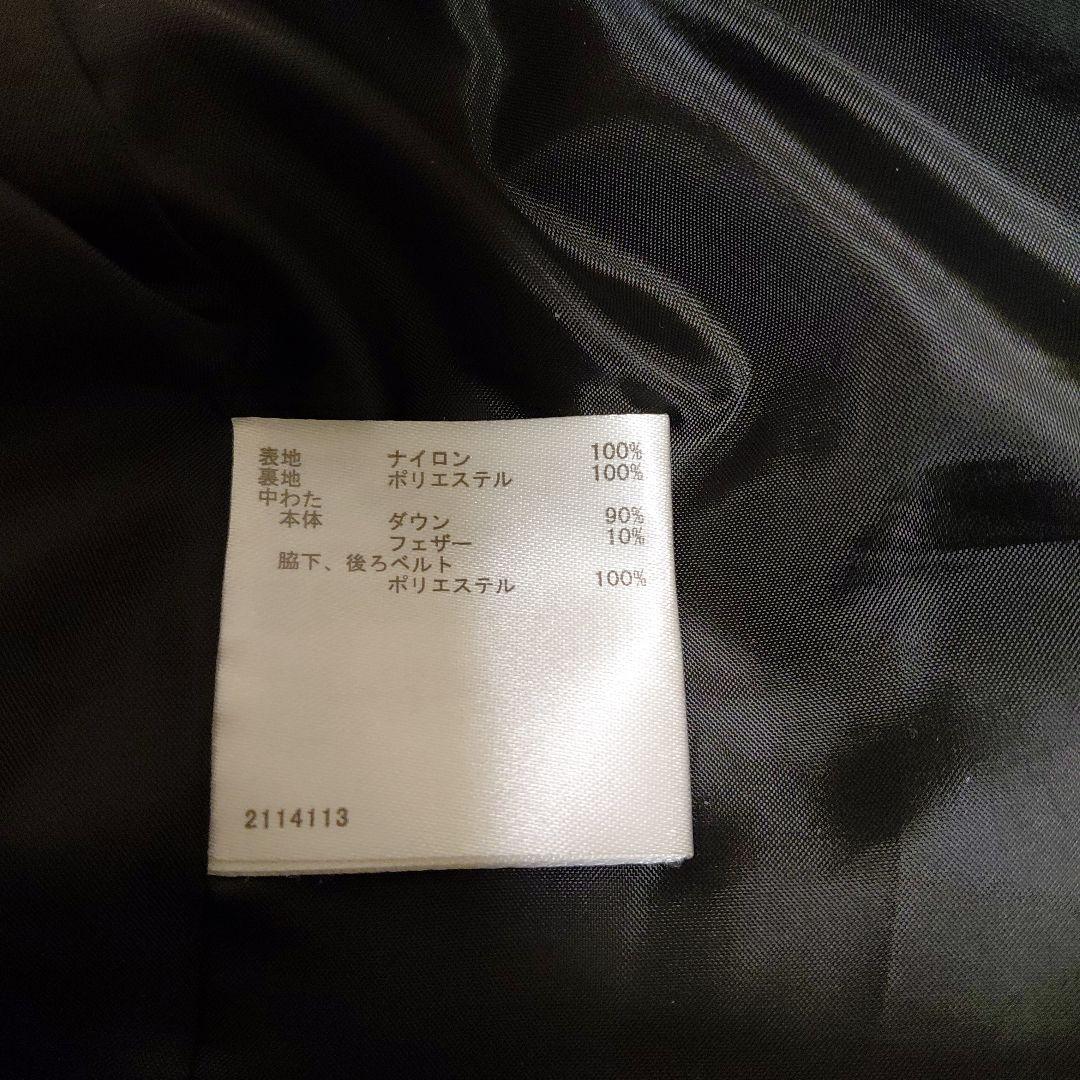 表地 ナイロン 100%
裏地 ポリエステル 100%
中わた
本体 ダウン 90%
フェザー 10%
脇下、後ろベルト
ポリエステル 100%
2114113